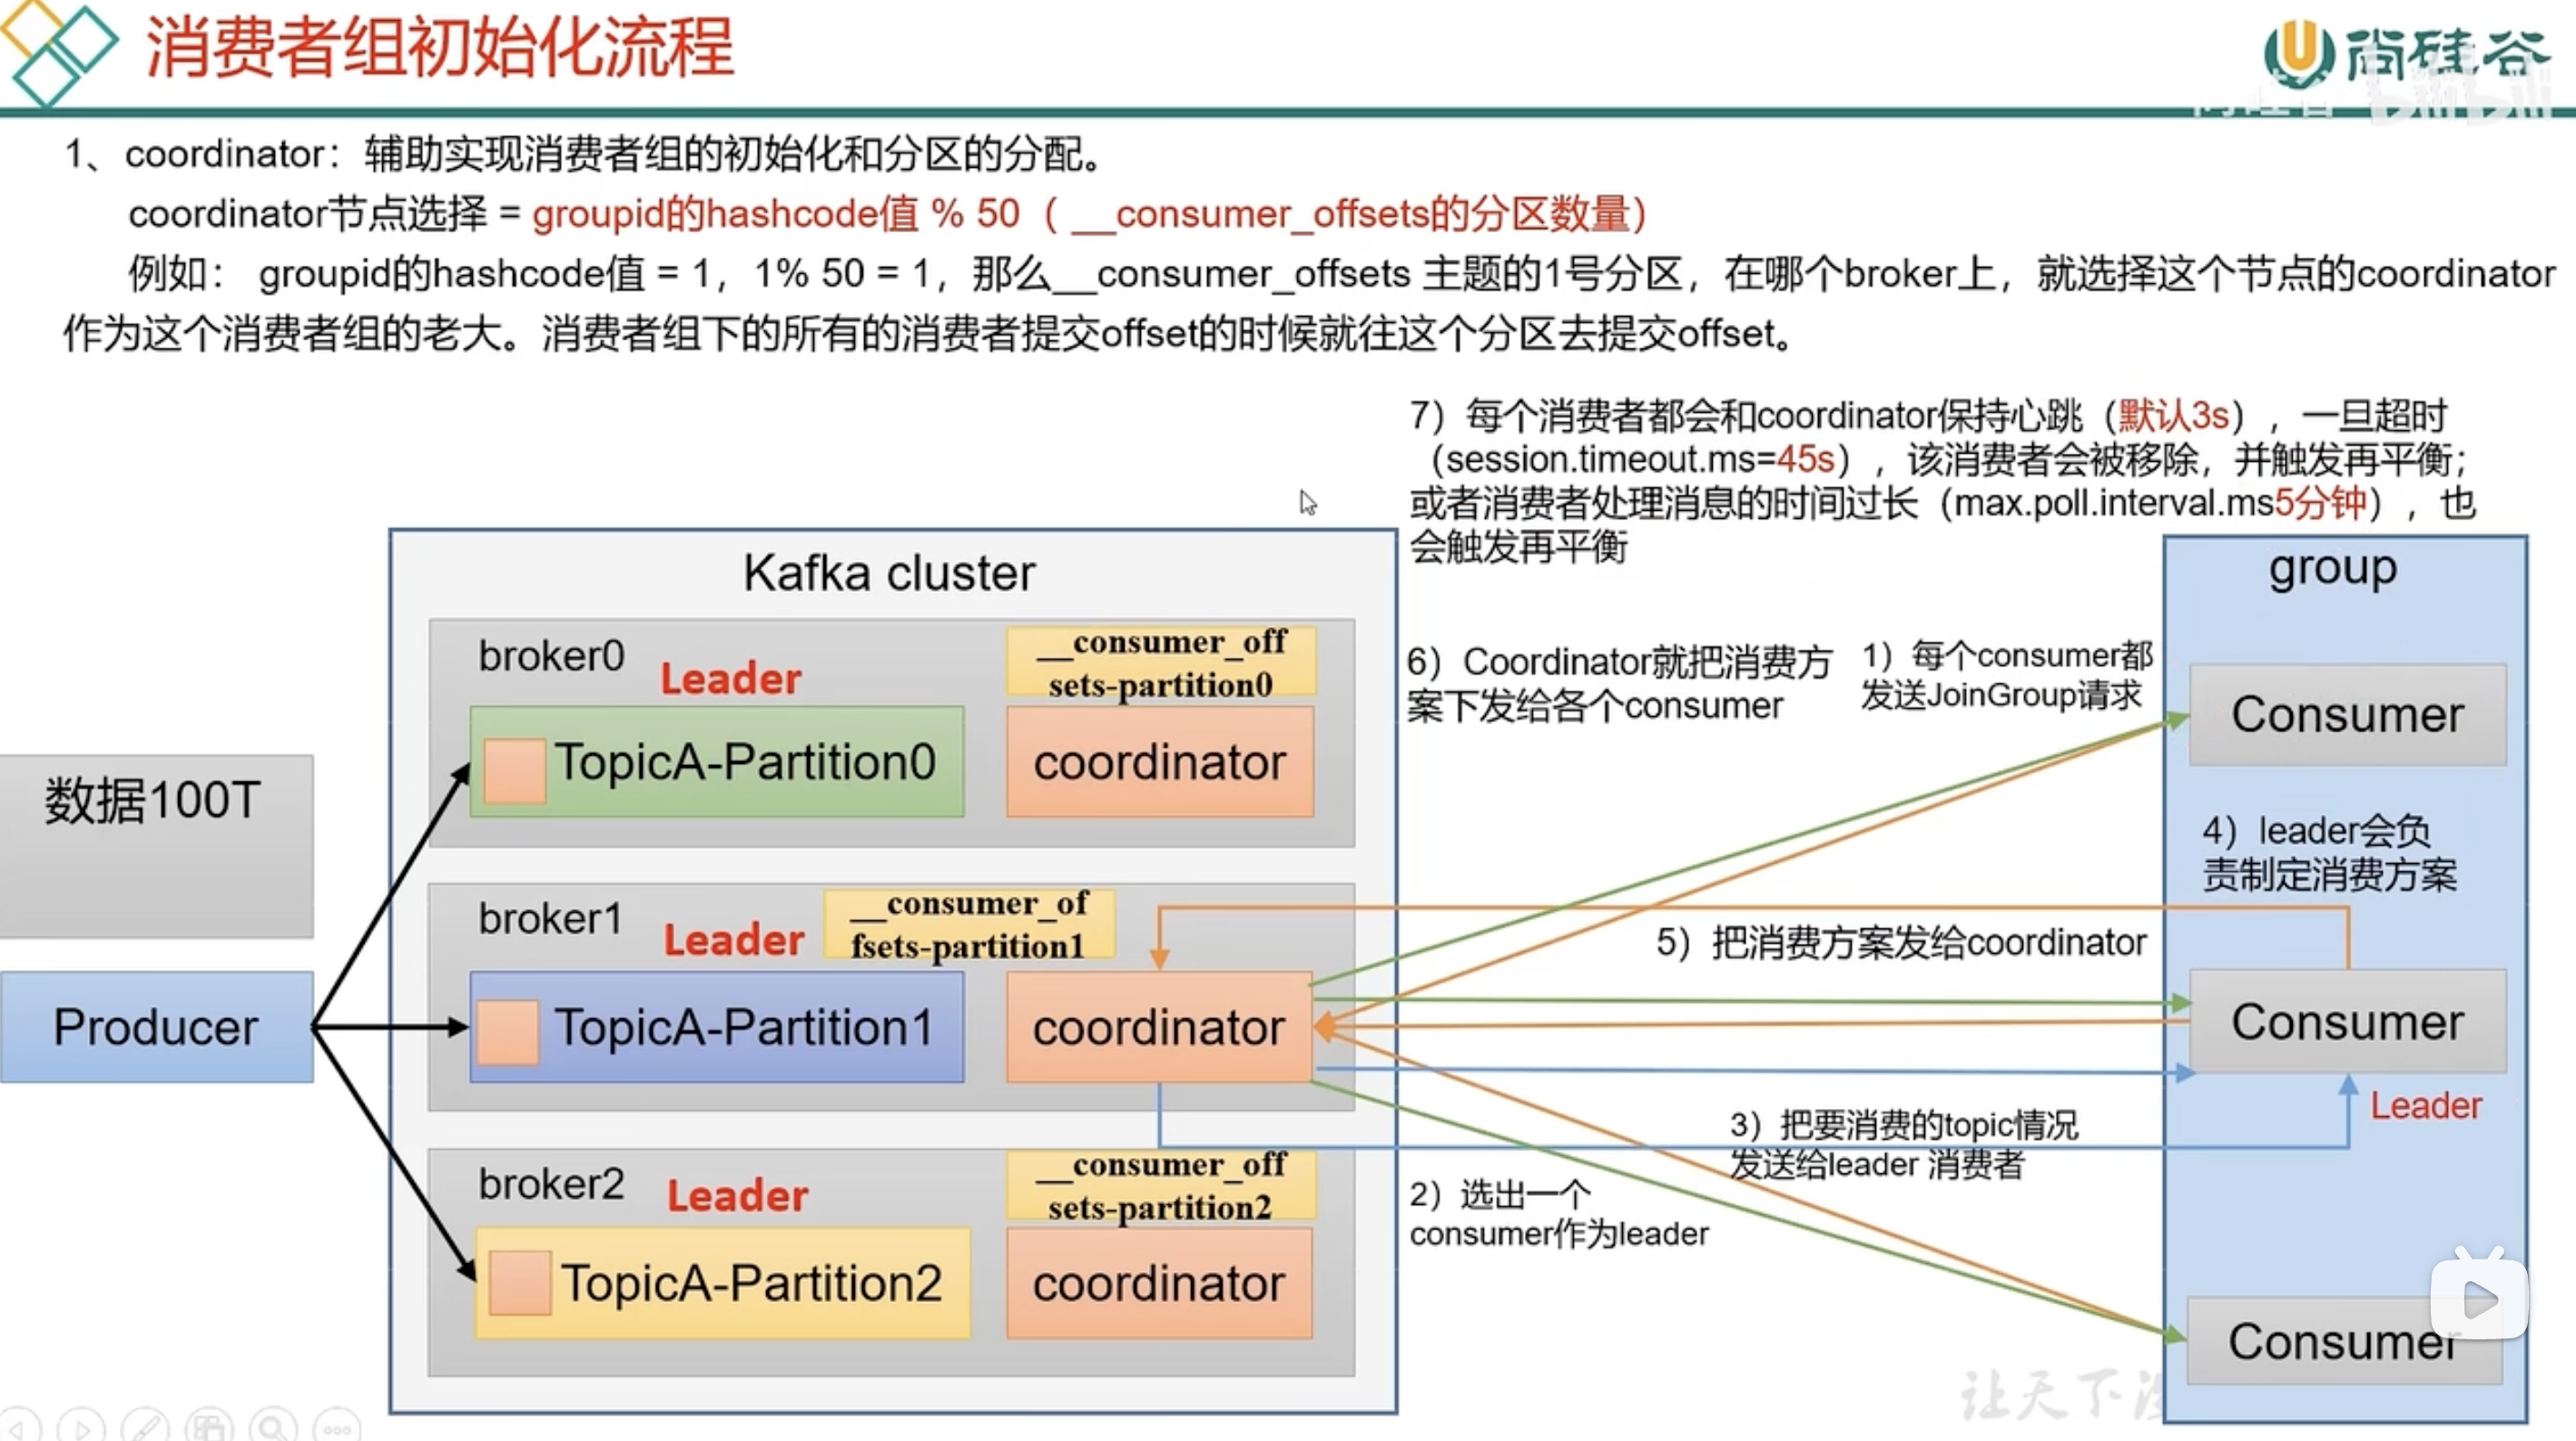 消费者组初始化流程
尚硅谷
1、coordinator：辅助实现消费者组的初始化和分区的分配。
coordinator节点选择 = groupid的hashcode值 % 50（ __consumer_offsets的分区数量）
例如： groupid的hashcode值 = 1，1% 50 = 1，那么__consumer_offsets 主题的1号分区，在哪个broker上，就选择这个节点的coordinator
作为这个消费者组的老大。消费者组下的所有的消费者提交offset的时候就往这个分区去提交offset。
7）每个消费者都会和coordinator保持心跳（默认3s），一旦超时
（session.timeout.ms=45s），该消费者会被移除，并触发再平衡；
或者消费者处理消息的时间过长（max.poll.interval.ms5分钟），也
会触发再平衡
Kafka cluster
group
broker0
Leader
__consumer_off
sets-partition0
TopicA-Partition0
coordinator
6）Coordinator就把消费方
案下发给各个consumer
1）每个consumer都
发送JoinGroup请求
Consumer
数据100T
4）leader会负
责制定消费方案
broker1
Leader
__consumer_of
fsets-partition1
5）把消费方案发给coordinator
Producer
TopicA-Partition1
coordinator
Consumer
Leader
3）把要消费的topic情况
发送给leader 消费者
broker2
Leader
__consumer_off
sets-partition2
2）选出一个
consumer作为leader
TopicA-Partition2
coordinator
Consumer
让天下没